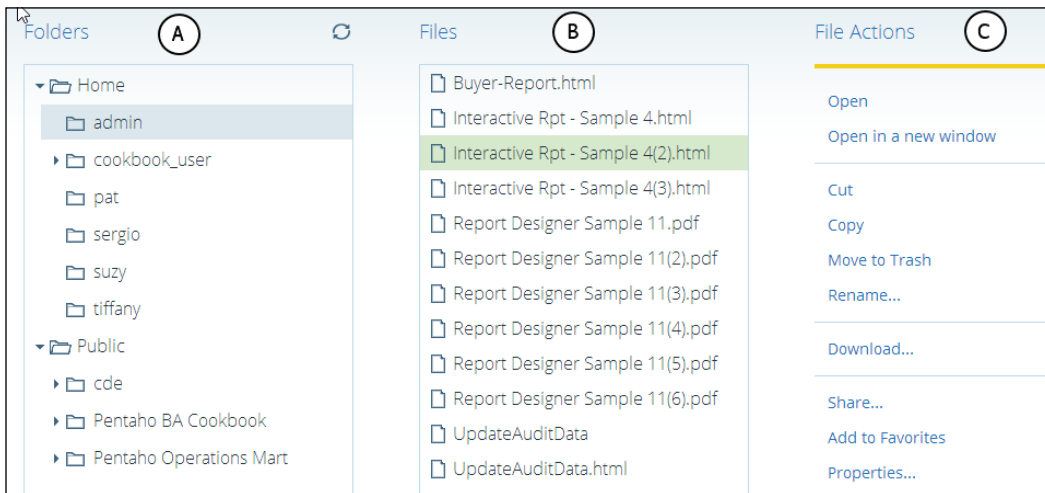 Folders
A
Home
admin
cookbook_user
pat
sergio
suzy
tiffany
Public
cde
Pentaho BA Cookbook
Pentaho Operations Mart
Files
B
Buyer-Report.html
Interactive Rpt - Sample 4.html
Interactive Rpt - Sample 4(2).html
Interactive Rpt - Sample 4(3).html
Report Designer Sample 11.pdf
Report Designer Sample 11(2).pdf
Report Designer Sample 11(3).pdf
Report Designer Sample 11(4).pdf
Report Designer Sample 11(5).pdf
Report Designer Sample 11(6).pdf
UpdateAuditData
UpdateAuditData.html
File Actions
C
Open
Open in a new window
Cut
Copy
Move to Trash
Rename...
Download...
Share...
Add to Favorites
Properties...